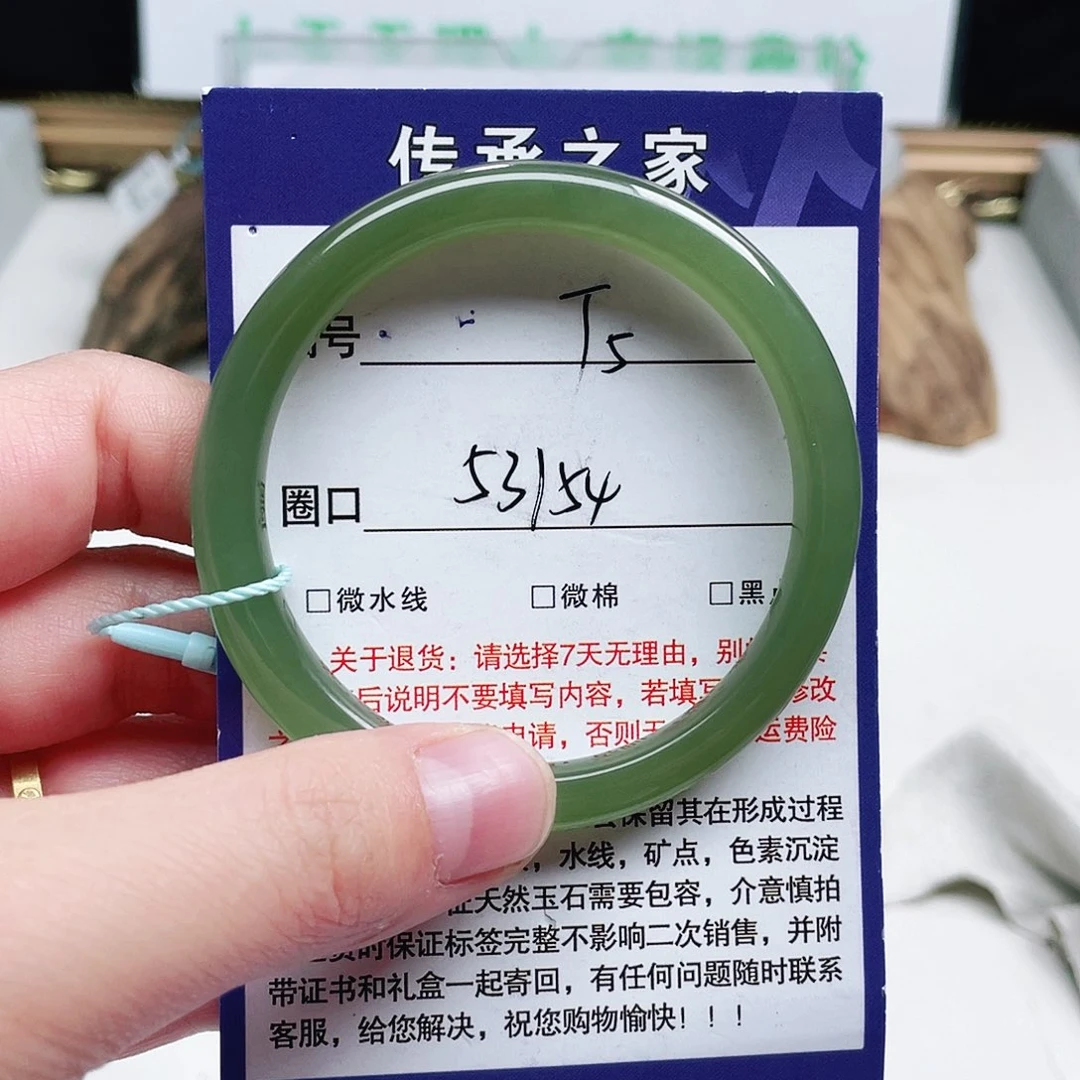 传承之家
号 T5
圈口 53/54
□微水线 □微棉 □黑
关于退货：请选择7天无理由，别
后说明不要填写内容，若填写 修改
申请，否则 运费险
保留其在形成过程
，水线，矿点，色素沉淀
天然玉石需要包容，介意慎拍
时保证标签完整不影响二次销售，并附
带证书和礼盒一起寄回，有任何问题随时联系
客服，给您解决，祝您购物愉快！！！